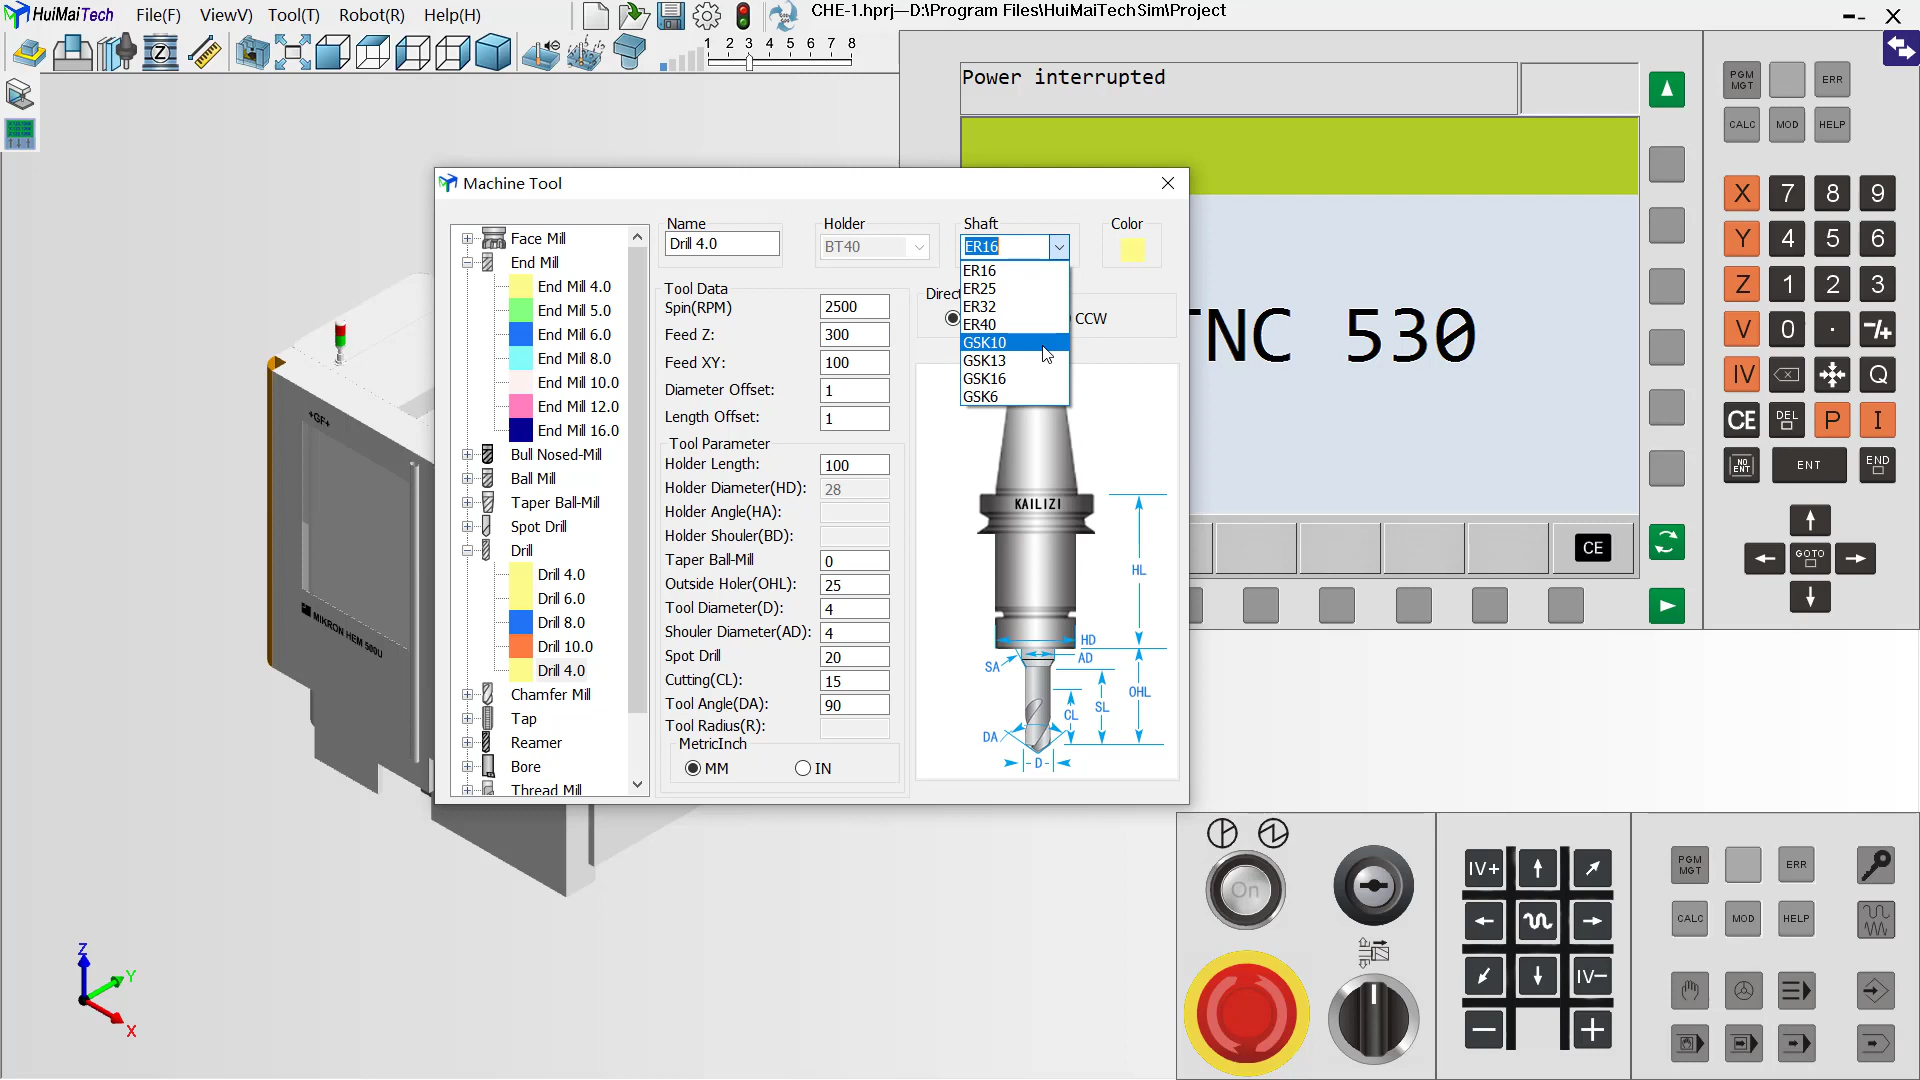 HuiMaiTech
File(F)
ViewV)
Tool(T)
Robot(R)
Help(H)
CHE-1.hprj—D:\Program Files\HuiMaiTechSim\Project
1 2 3 4 5 6 7 8
Power interrupted
TNC 530
CE
PGM MGT
ERR
CALC
MOD
HELP
X 7 8 9
Y 4 5 6
Z 1 2 3
V 0 · -/+
IV Q
CE DEL P I
NO ENT
ENT
END
GOTO
+GF+
MIKRON HEM 500U
Z
Y
X
Machine Tool
Face Mill
End Mill
End Mill 4.0
End Mill 5.0
End Mill 6.0
End Mill 8.0
End Mill 10.0
End Mill 12.0
End Mill 16.0
Bull Nosed-Mill
Ball Mill
Taper Ball-Mill
Spot Drill
Drill
Drill 4.0
Drill 6.0
Drill 8.0
Drill 10.0
Drill 4.0
Chamfer Mill
Tap
Reamer
Bore
Thread Mill
Name
Drill 4.0
Holder
BT40
Shaft
ER16
ER16
ER25
ER32
ER40
GSK10
GSK13
GSK16
GSK6
Color
Direct
CCW
Tool Data
Spin(RPM) 2500
Feed Z: 300
Feed XY: 100
Diameter Offset: 1
Length Offset: 1
Tool Parameter
Holder Length: 100
Holder Diameter(HD): 28
Holder Angle(HA):
Holder Shouler(BD):
Taper Ball-Mill 0
Outside Holer(OHL): 25
Tool Diameter(D): 4
Shouler Diameter(AD): 4
Spot Drill 20
Cutting(CL): 15
Tool Angle(DA): 90
Tool Radius(R):
MetricInch
MM
IN
KAILIZI
HL
HD
AD
SA
OHL
SL
CL
DA
-D-
On
IV+
IV−
PGM MGT
ERR
CALC
MOD
HELP